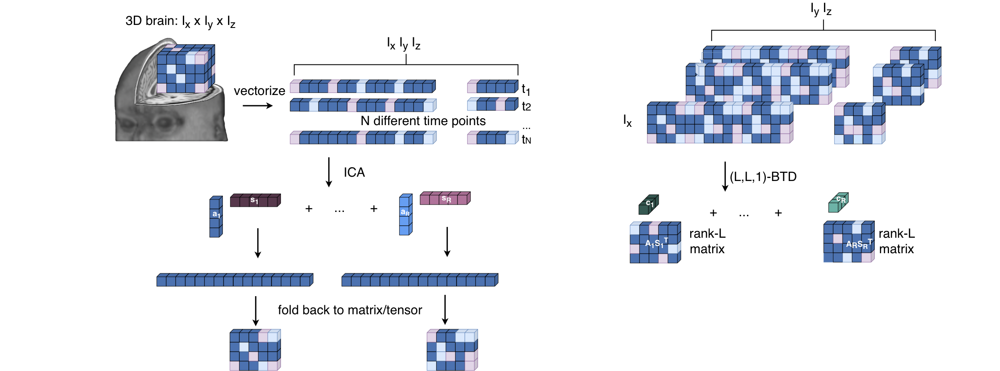 3D brain: Ix x Iy x Iz
Ix Iy Iz
vectorize
t1
t2
N different time points
...
tN
ICA
a1
s1
+ ... +
aR
sR
fold back to matrix/tensor
Iy Iz
Ix
(L,L,1)-BTD
c1
+ ... +
cR
A1S1T
rank-L
matrix
ARSRT
rank-L
matrix